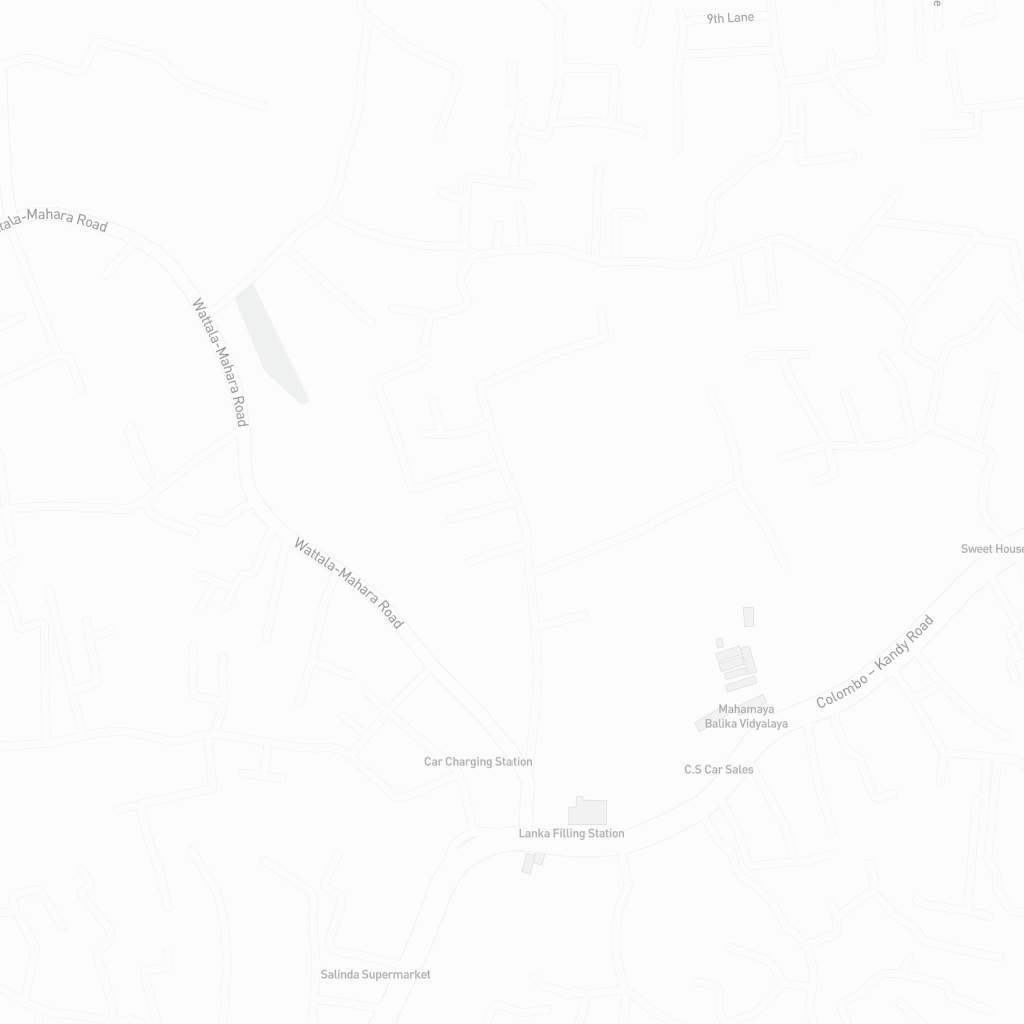 9th Lane
Wattala-Mahara Road
Wattala-Mahara Road
Sweet House
Wattala-Mahara Road
Colombo – Kandy Road
Mahamaya
Balika Vidyalaya
Car Charging Station
C.S Car Sales
Lanka Filling Station
Salinda Supermarket